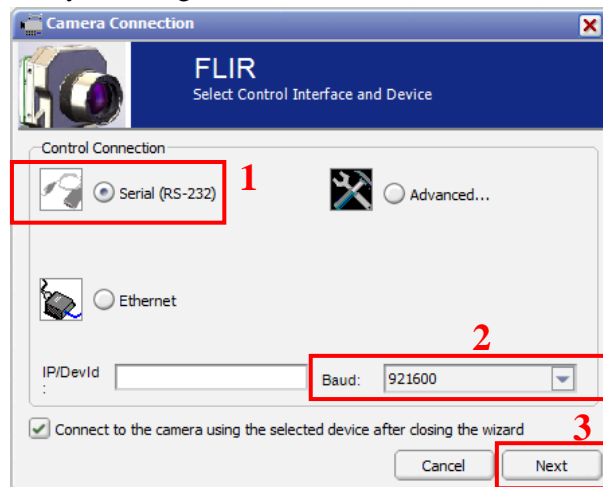 Camera Connection
FLIR
Select Control Interface and Device
Control Connection
Serial (RS-232)
1
Advanced...
Ethernet
2
IP/DevId
:
Baud:
921600
Connect to the camera using the selected device after closing the wizard
3
Cancel
Next